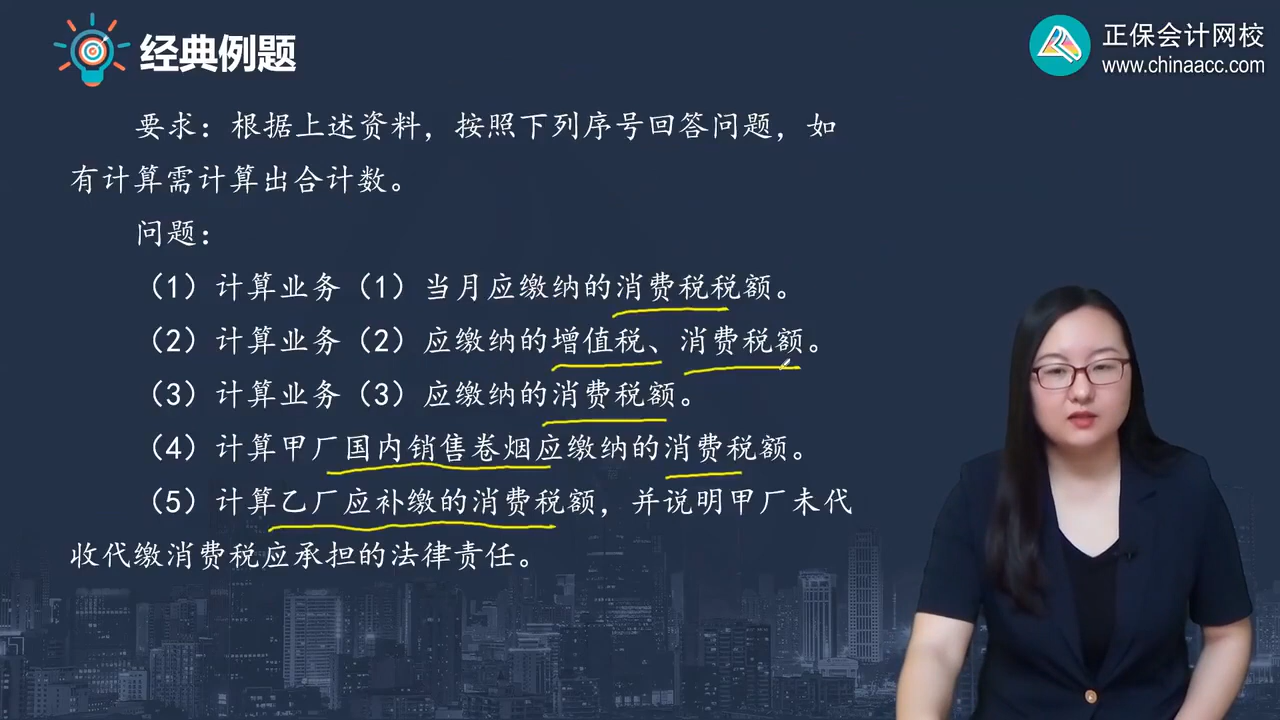 经典例题
正保会计网校
www.chinaacc.com
要求：根据上述资料，按照下列序号回答问题，如
有计算需计算出合计数。
问题：
（1）计算业务（1）当月应缴纳的消费税税额。
（2）计算业务（2）应缴纳的增值税、消费税额。
（3）计算业务（3）应缴纳的消费税额。
（4）计算甲厂国内销售卷烟应缴纳的消费税额。
（5）计算乙厂应补缴的消费税额，并说明甲厂未代
收代缴消费税应承担的法律责任。